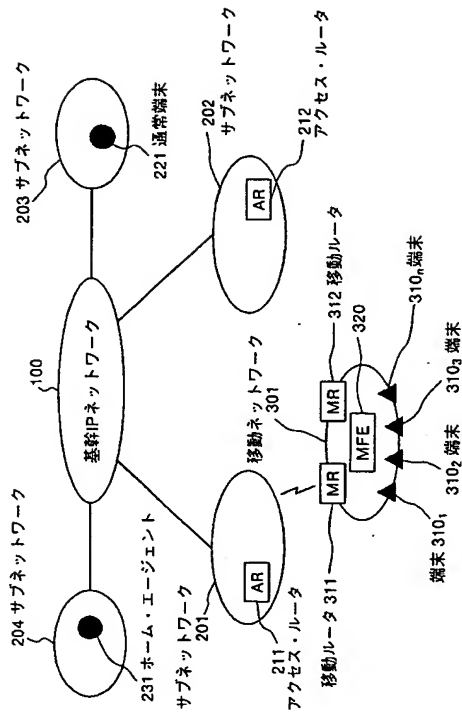 204 サブネットワーク
231 ホーム・エージェント
100
基幹IPネットワーク
203 サブネットワーク
221 通常端末
201
サブネットワーク
AR
211
アクセス・ルータ
202
サブネットワーク
AR
212
アクセス・ルータ
移動ネットワーク
301
MR
移動ルータ 311
MR
312 移動ルータ
MFE
320
端末 310₁
310₂ 端末
310₃ 端末
310ₙ 端末